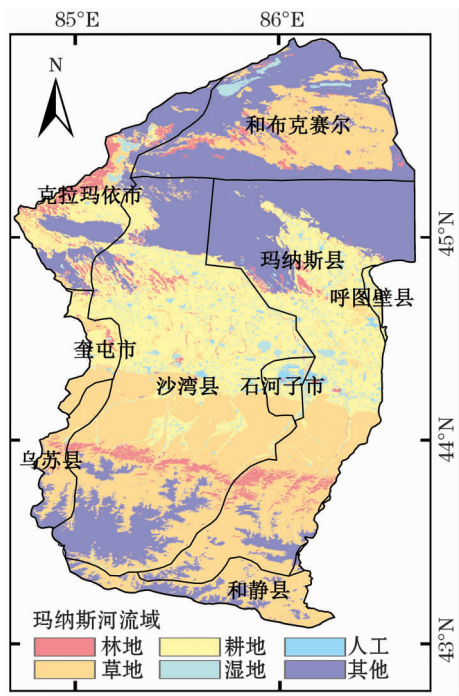 85°E 86°E
N
和布克赛尔
克拉玛依市
45°N
玛纳斯县
呼图壁县
奎屯市
沙湾县 石河子市
44°N
乌苏县
和静县
玛纳斯河流域
林地 耕地 人工
草地 湿地 其他
43°N